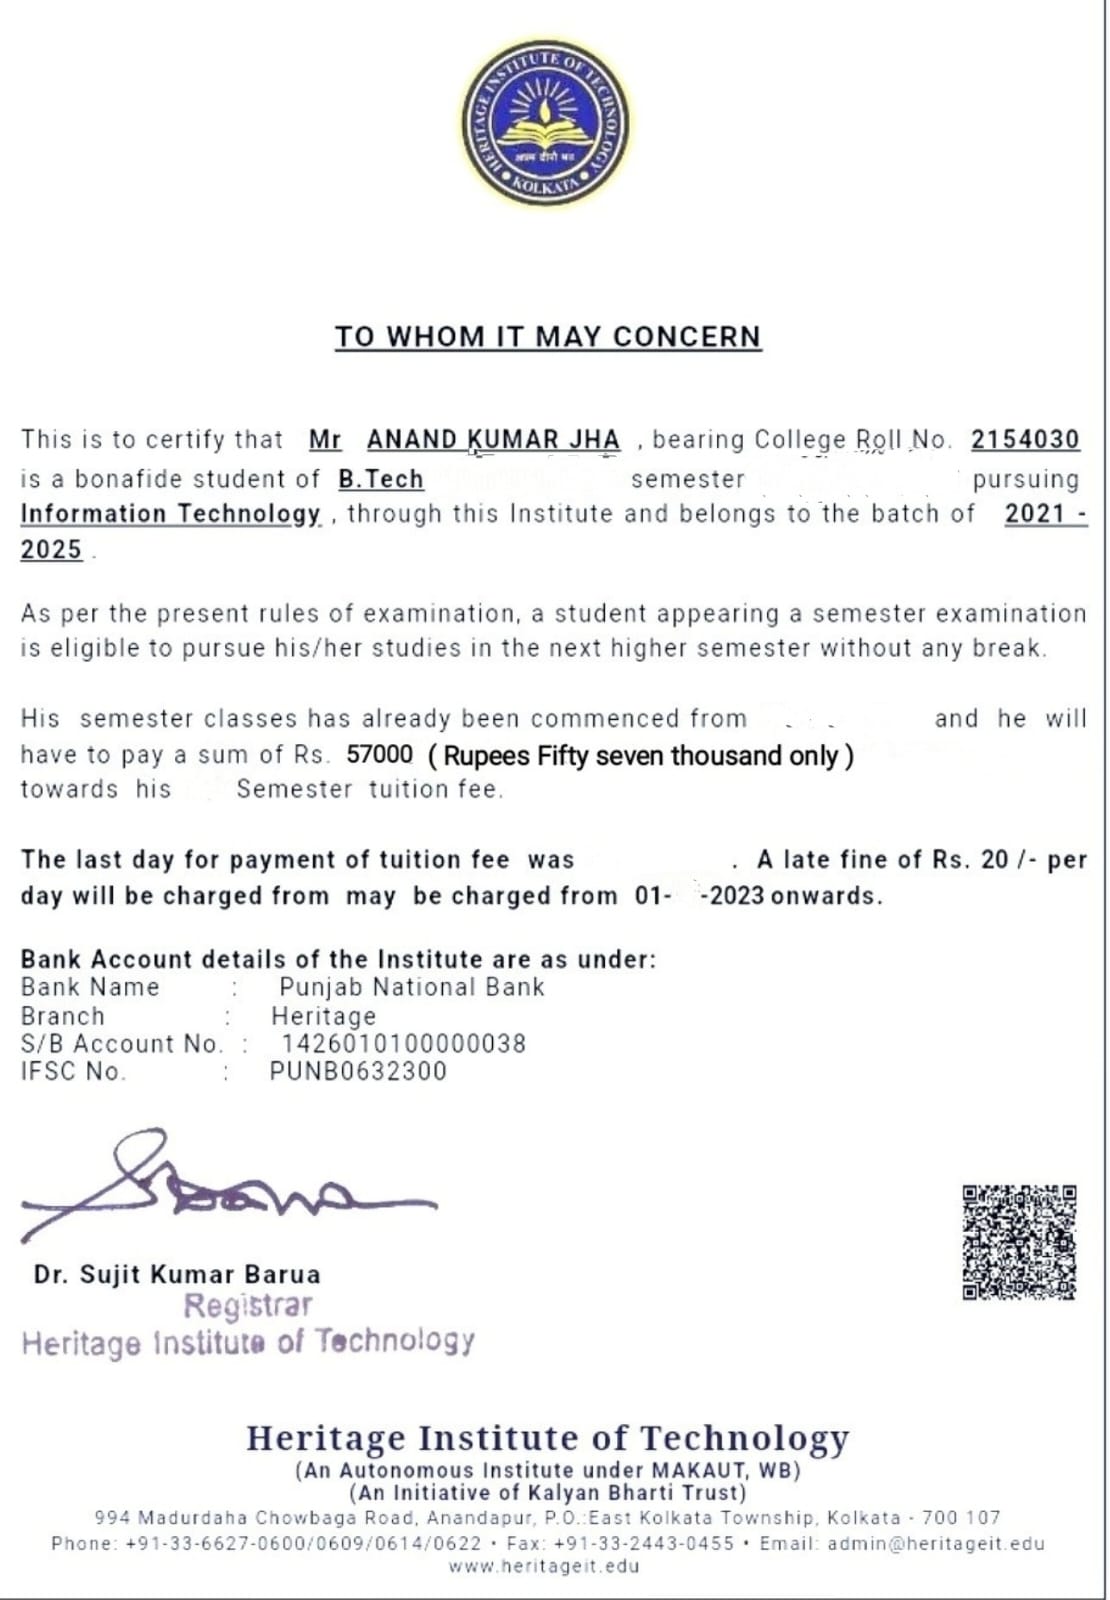 HERITAGE INSTITUTE OF TECHNOLOGY
• KOLKATA •
TO WHOM IT MAY CONCERN
This is to certify that Mr ANAND KUMAR JHA , bearing College Roll No. 2154030
is a bonafide student of B.Tech semester pursuing
Information Technology , through this Institute and belongs to the batch of 2021 -
2025 .
As per the present rules of examination, a student appearing a semester examination
is eligible to pursue his/her studies in the next higher semester without any break.
His semester classes has already been commenced from and he will
have to pay a sum of Rs. 57000 ( Rupees Fifty seven thousand only )
towards his Semester tuition fee.
The last day for payment of tuition fee was . A late fine of Rs. 20 /- per
day will be charged from may be charged from 01- -2023 onwards.
Bank Account details of the Institute are as under:
Bank Name : Punjab National Bank
Branch : Heritage
S/B Account No. : 1426010100000038
IFSC No. : PUNB0632300
Dr. Sujit Kumar Barua
Registrar
Heritage Institute of Technology
Heritage Institute of Technology
(An Autonomous Institute under MAKAUT, WB)
(An Initiative of Kalyan Bharti Trust)
994 Madurdaha Chowbaga Road, Anandapur, P.O.:East Kolkata Township, Kolkata - 700 107
Phone: +91-33-6627-0600/0609/0614/0622 • Fax: +91-33-2443-0455 • Email: admin@heritageit.edu
www.heritageit.edu